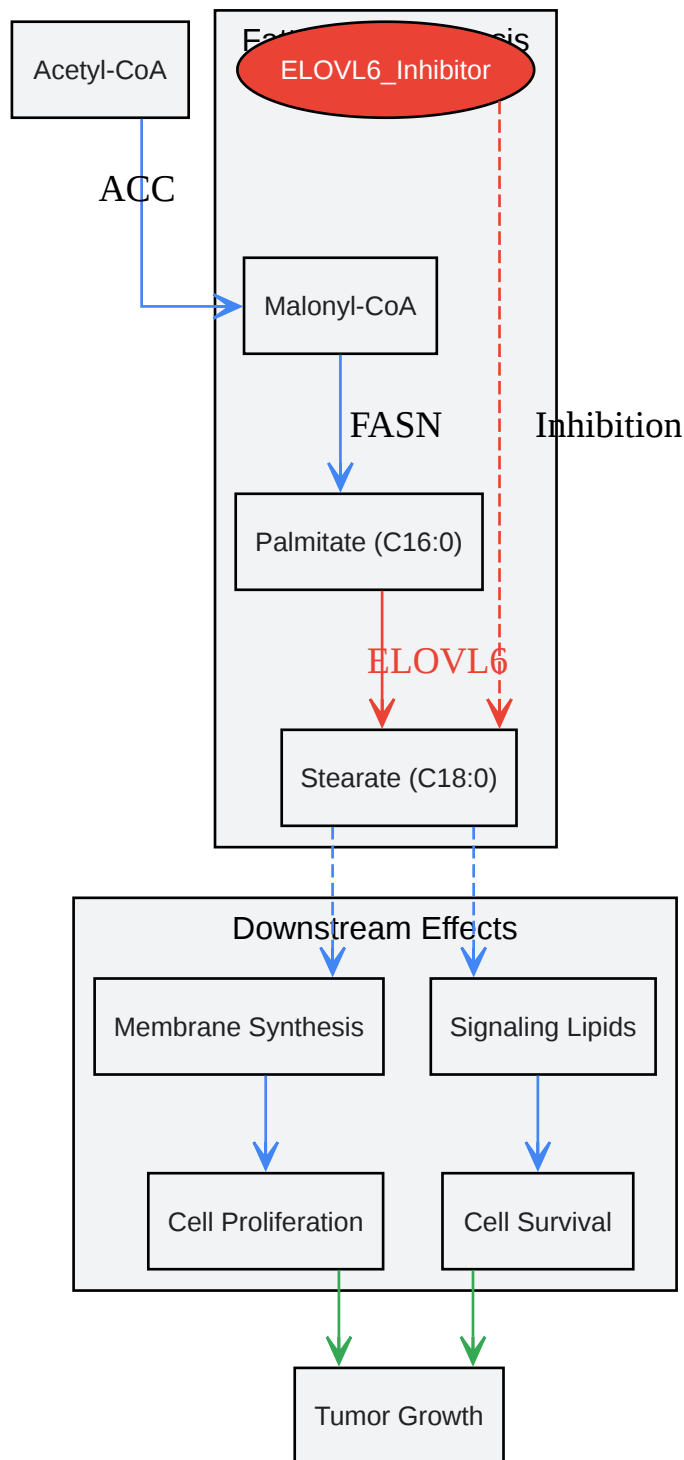 Acetyl-CoA
ELOVL6_Inhibitor
ACC
Malonyl-CoA
FASN
Inhibition
Palmitate (C16:0)
ELOVL6
Stearate (C18:0)
Downstream Effects
Membrane Synthesis
Signaling Lipids
Cell Proliferation
Cell Survival
Tumor Growth